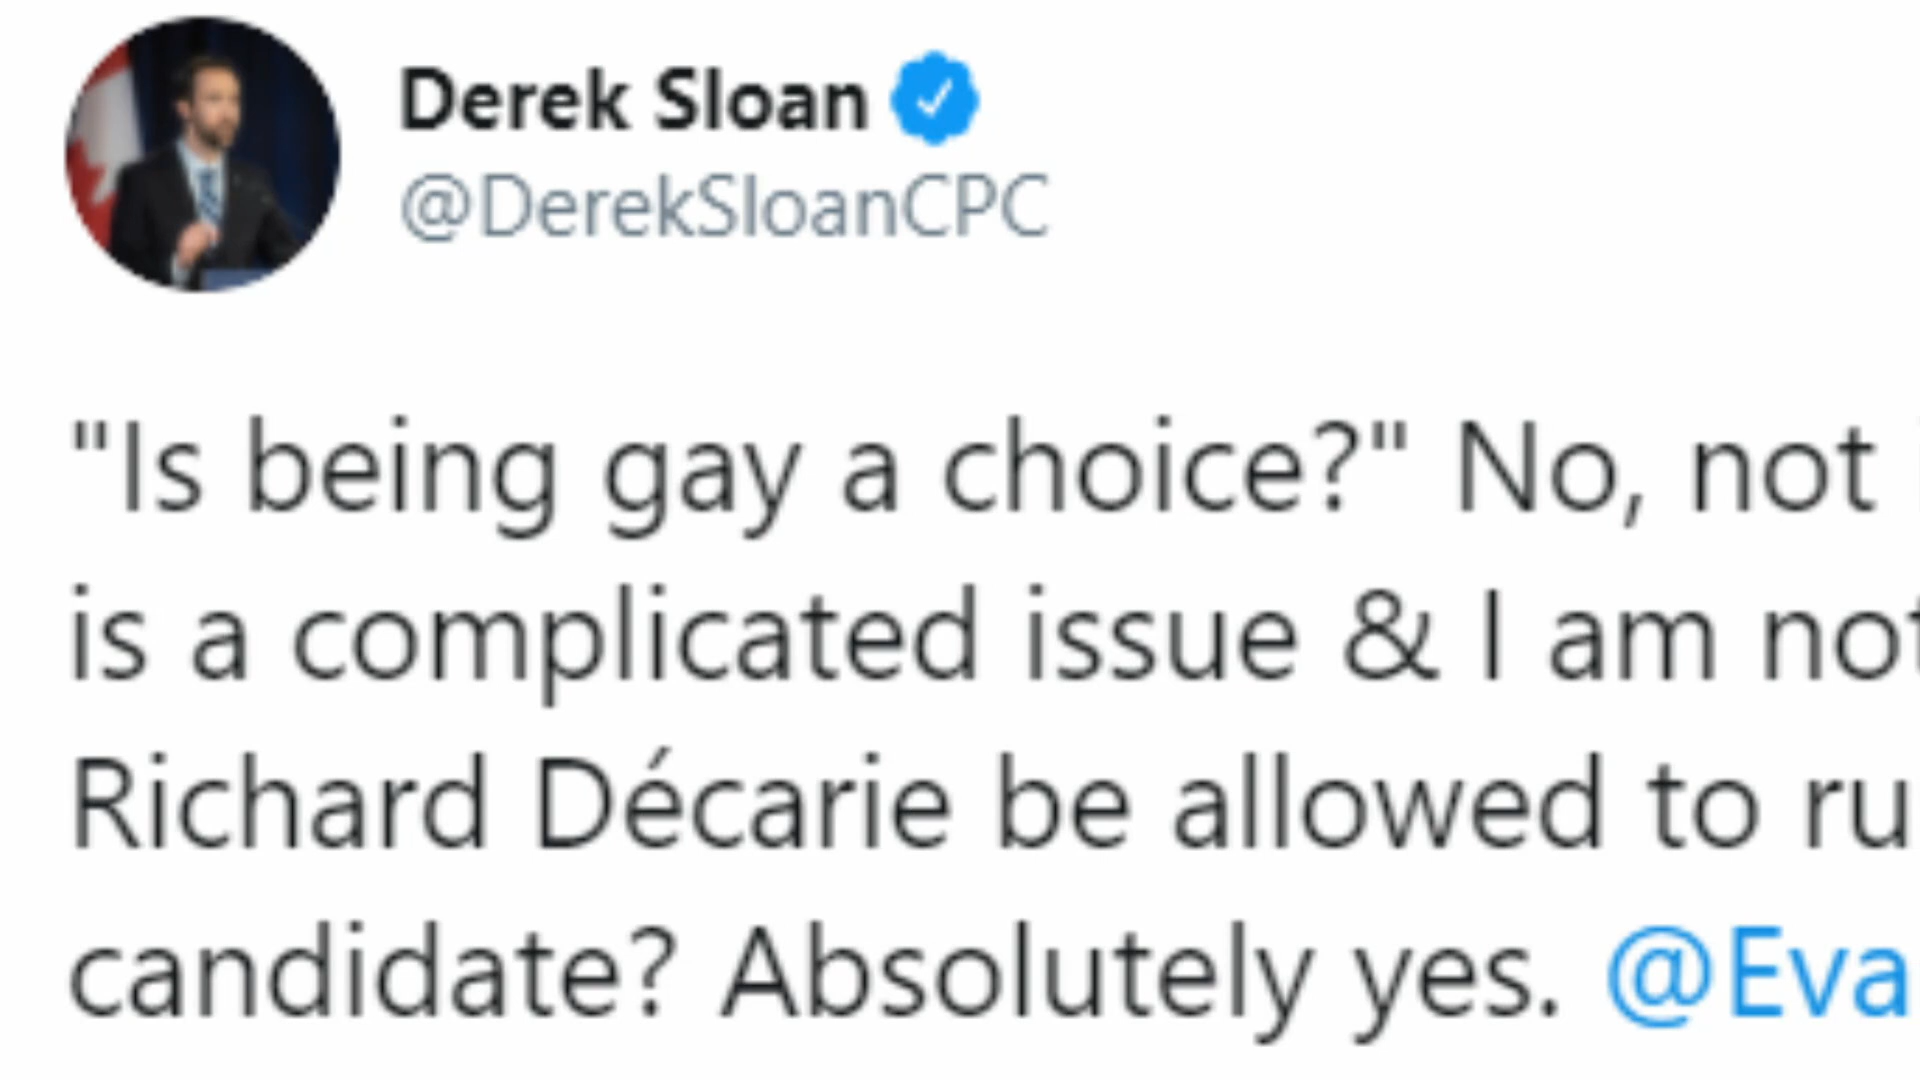 Derek Sloan
@DerekSloanCPC
"Is being gay a choice?" No, not
is a complicated issue & I am not
Richard Décarie be allowed to ru
candidate? Absolutely yes. @Eva